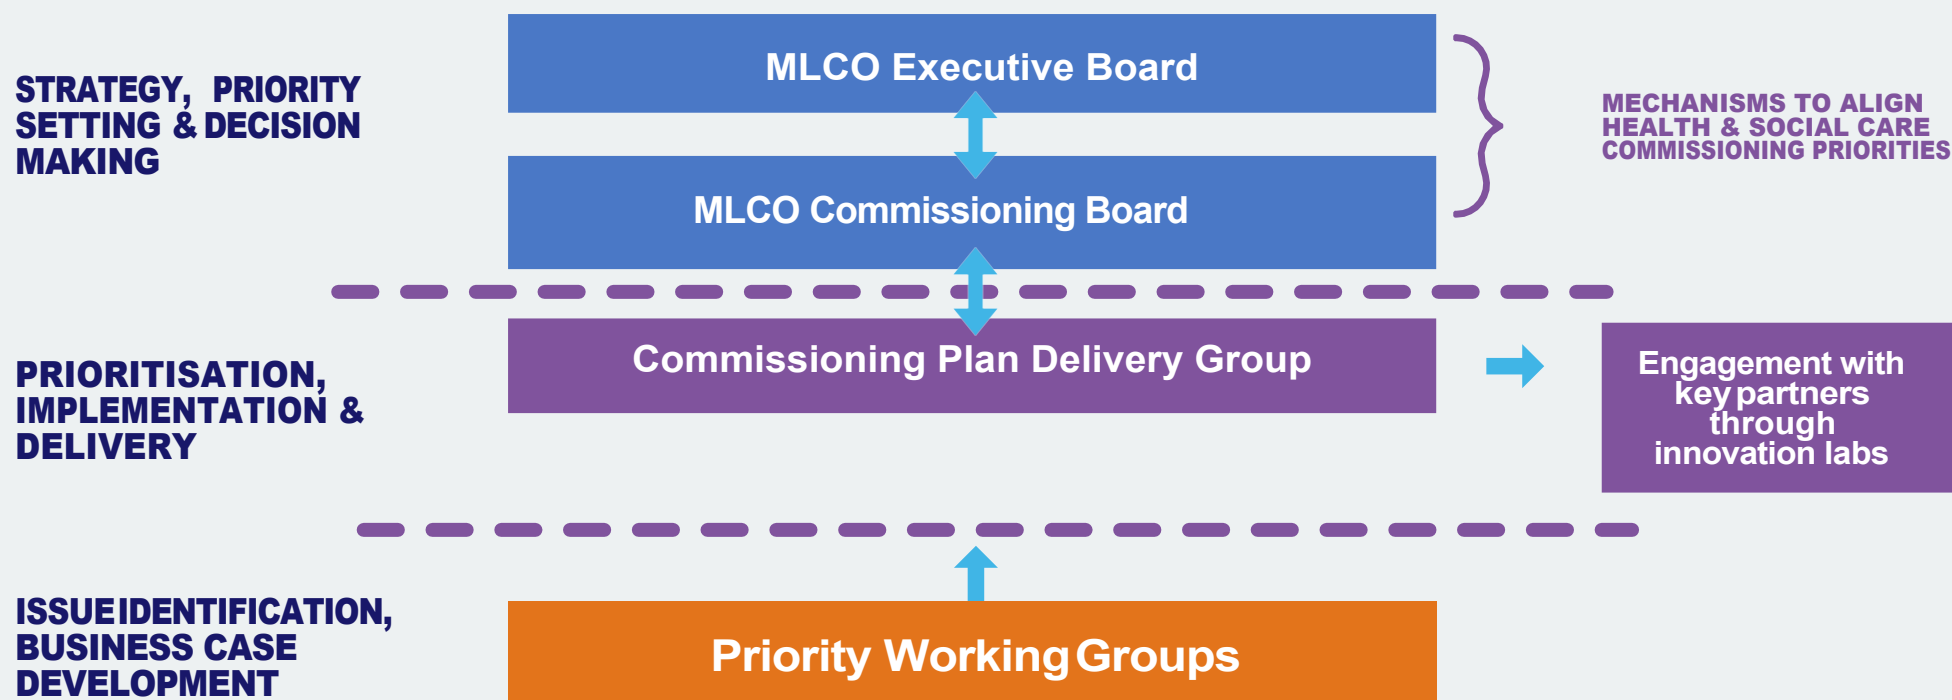 STRATEGY, PRIORITY
SETTING & DECISION
MAKING
MLCO Executive Board
MLCO Commissioning Board
MECHANISMS TO ALIGN
HEALTH & SOCIAL CARE
COMMISSIONING PRIORITIES
PRIORITISATION,
IMPLEMENTATION &
DELIVERY
Commissioning Plan Delivery Group
Engagement with
key partners
through
innovation labs
ISSUE IDENTIFICATION,
BUSINESS CASE
DEVELOPMENT
Priority Working Groups